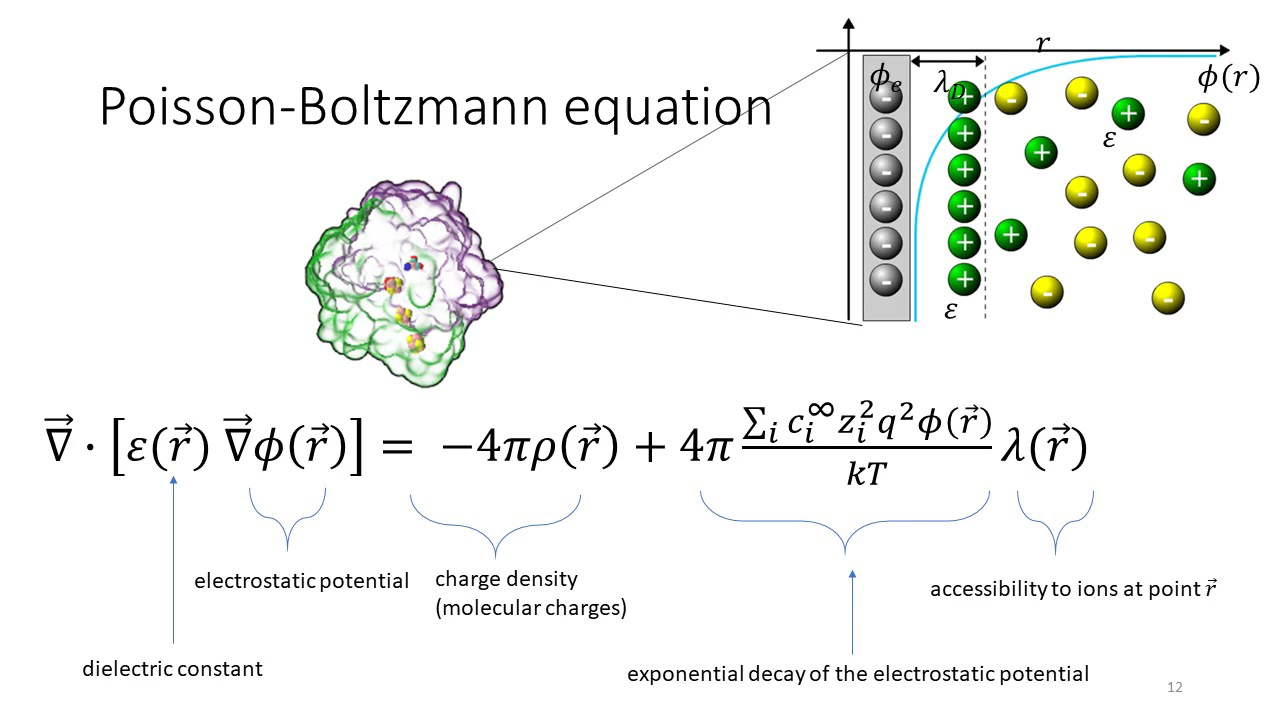 Poisson-Boltzmann equation
r
ϕₑ
λ_D
ϕ(r)
ε
ε
- - - - - -
+ + + + + +
- - + - + - - + + - - - -
∇⃗ · [ε(r⃗) ∇⃗ϕ(r⃗)] = −4πρ(r⃗) + 4π (∑ᵢ cᵢ^∞ zᵢ² q² ϕ(r⃗))/(kT) λ(r⃗)
electrostatic potential
charge density
(molecular charges)
accessibility to ions at point r⃗
dielectric constant
exponential decay of the electrostatic potential
12